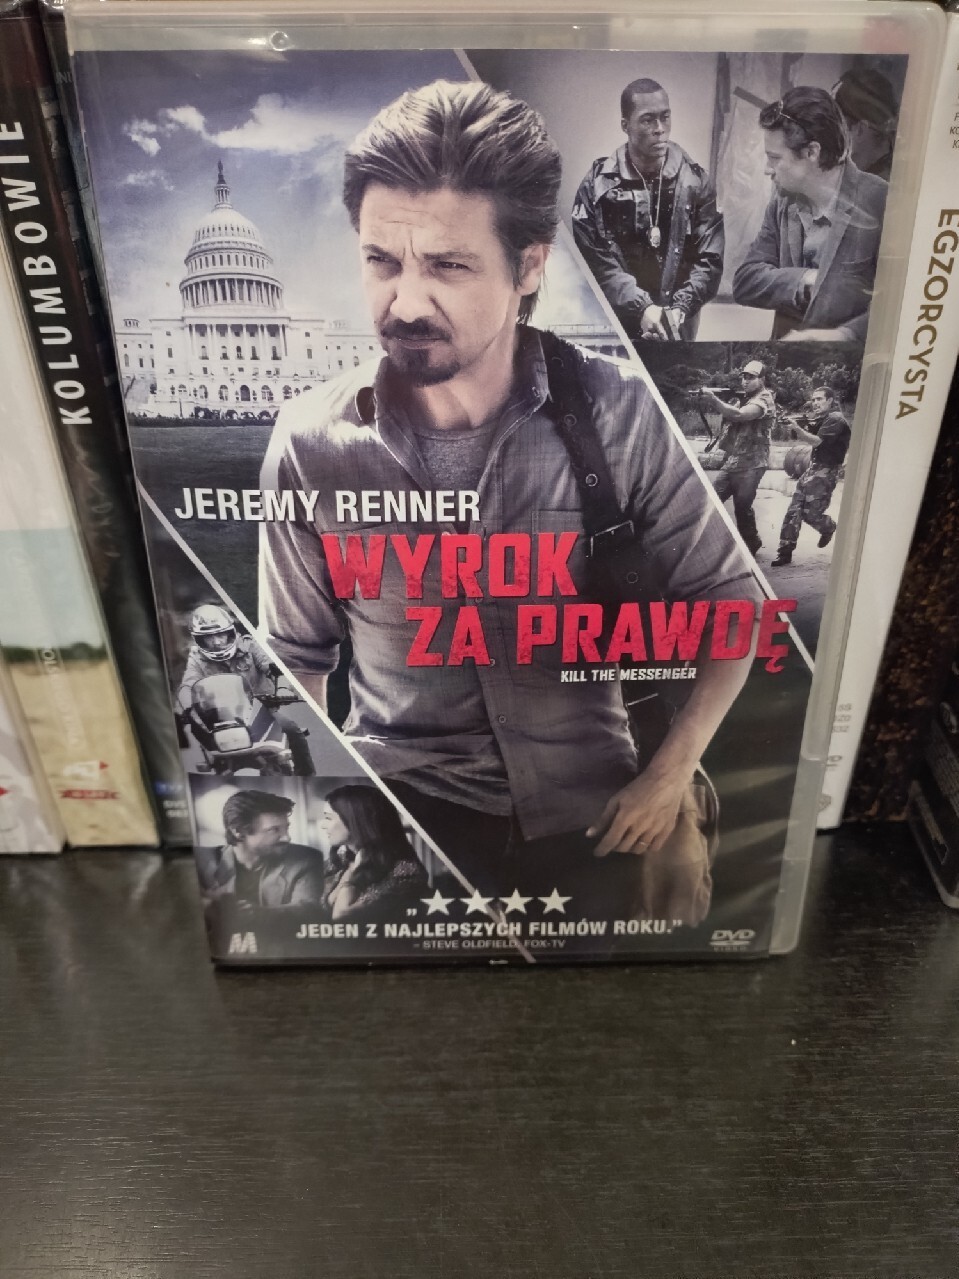 JEREMY RENNER
WYROK
ZA PRAWDĘ
KILL THE MESSENGER
„★★★★
JEDEN Z NAJLEPSZYCH FILMÓW ROKU.”
– STEVE OLDFIELD, FOX-TV
M
DVD
VIDEO
KOLUMBOWIE
EGZORCYSTA